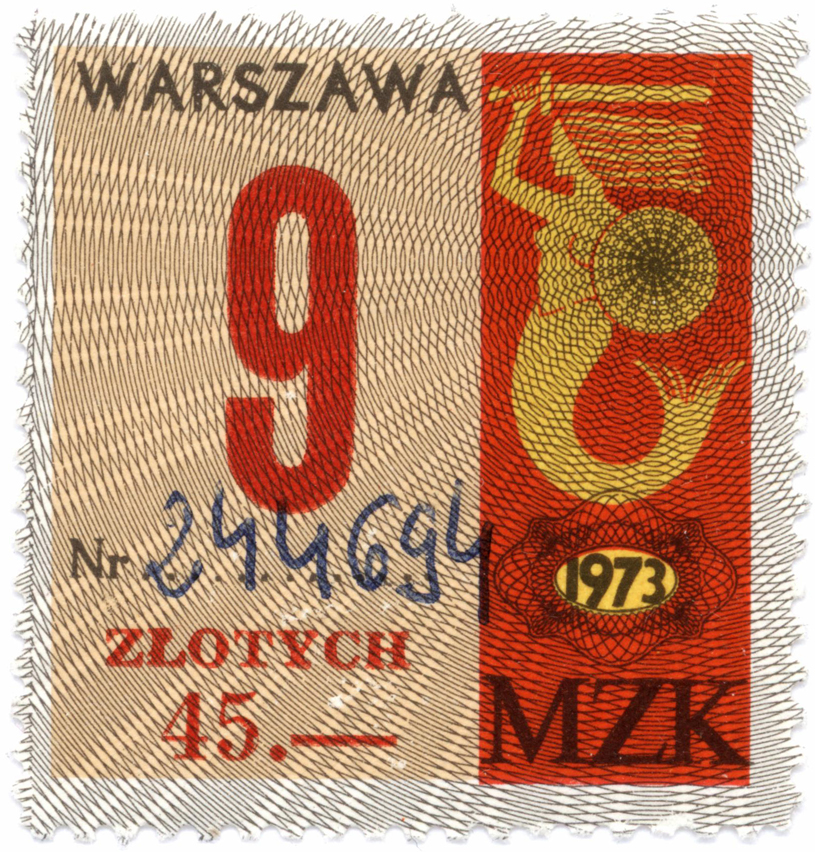 WARSZAWA
9
Nr 244694
ZŁOTYCH
45.—
1973
MZK